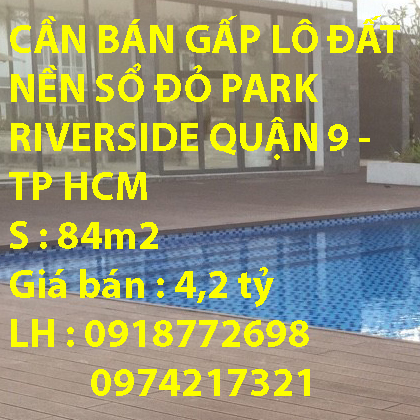 CẦN BÁN GẤP LÔ ĐẤT
NỀN SỔ ĐỎ PARK
RIVERSIDE QUẬN 9 -
TP HCM
S : 84m2
Giá bán : 4,2 tỷ
LH : 0918772698
0974217321